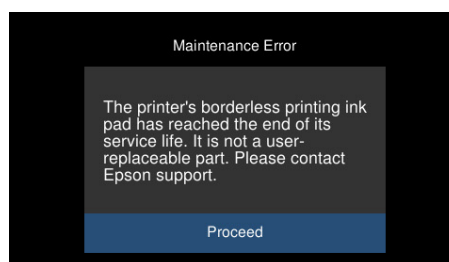 Maintenance Error
The printer's borderless printing ink
pad has reached the end of its
service life. It is not a user-
replaceable part. Please contact
Epson support.
Proceed